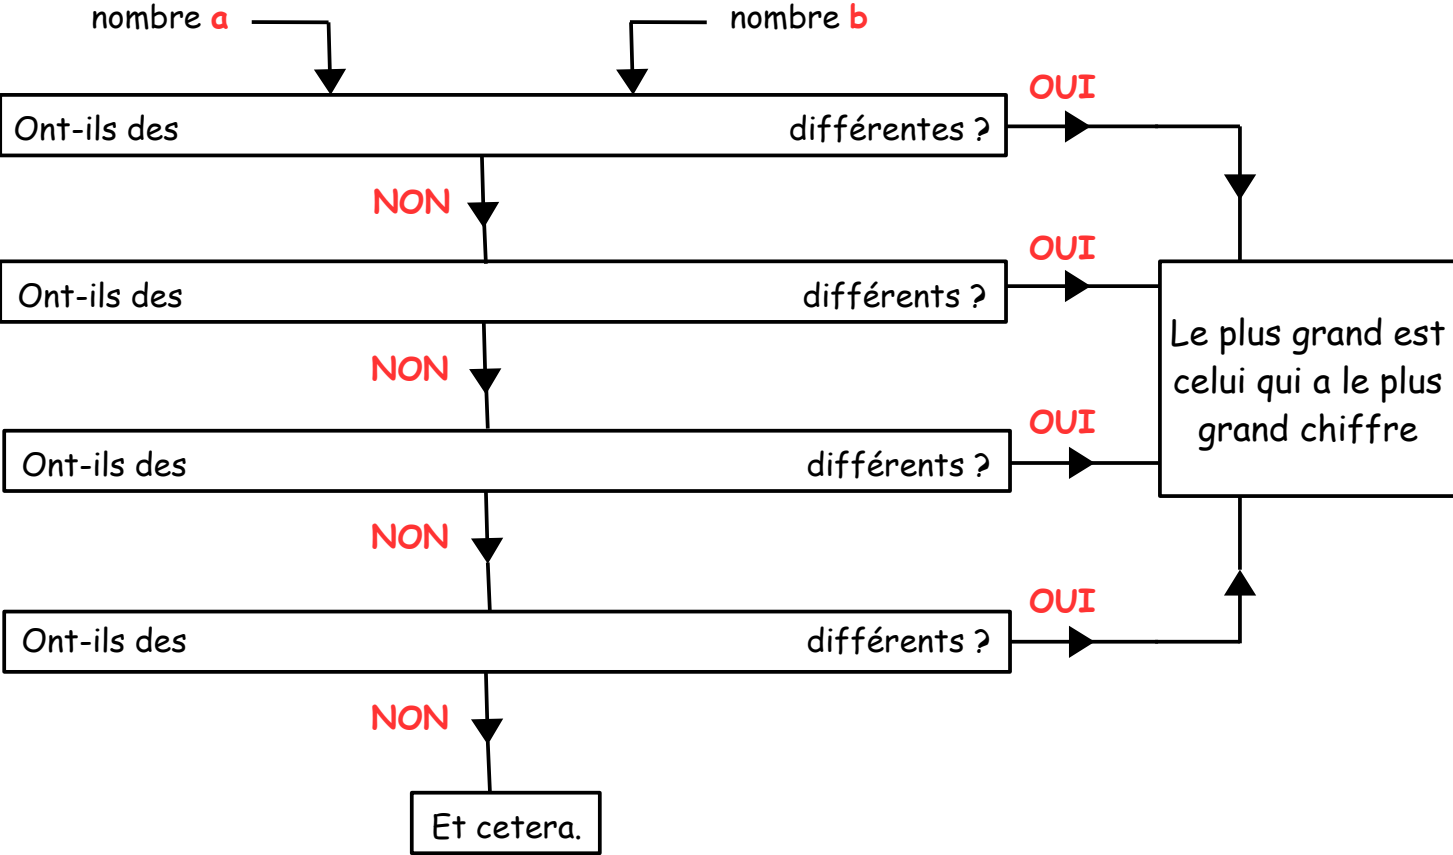 nombre a
nombre b
OUI
Ont-ils des différentes ?
NON
OUI
Ont-ils des différents ?
Le plus grand est
celui qui a le plus
grand chiffre
NON
OUI
Ont-ils des différents ?
NON
OUI
Ont-ils des différents ?
NON
Et cetera.